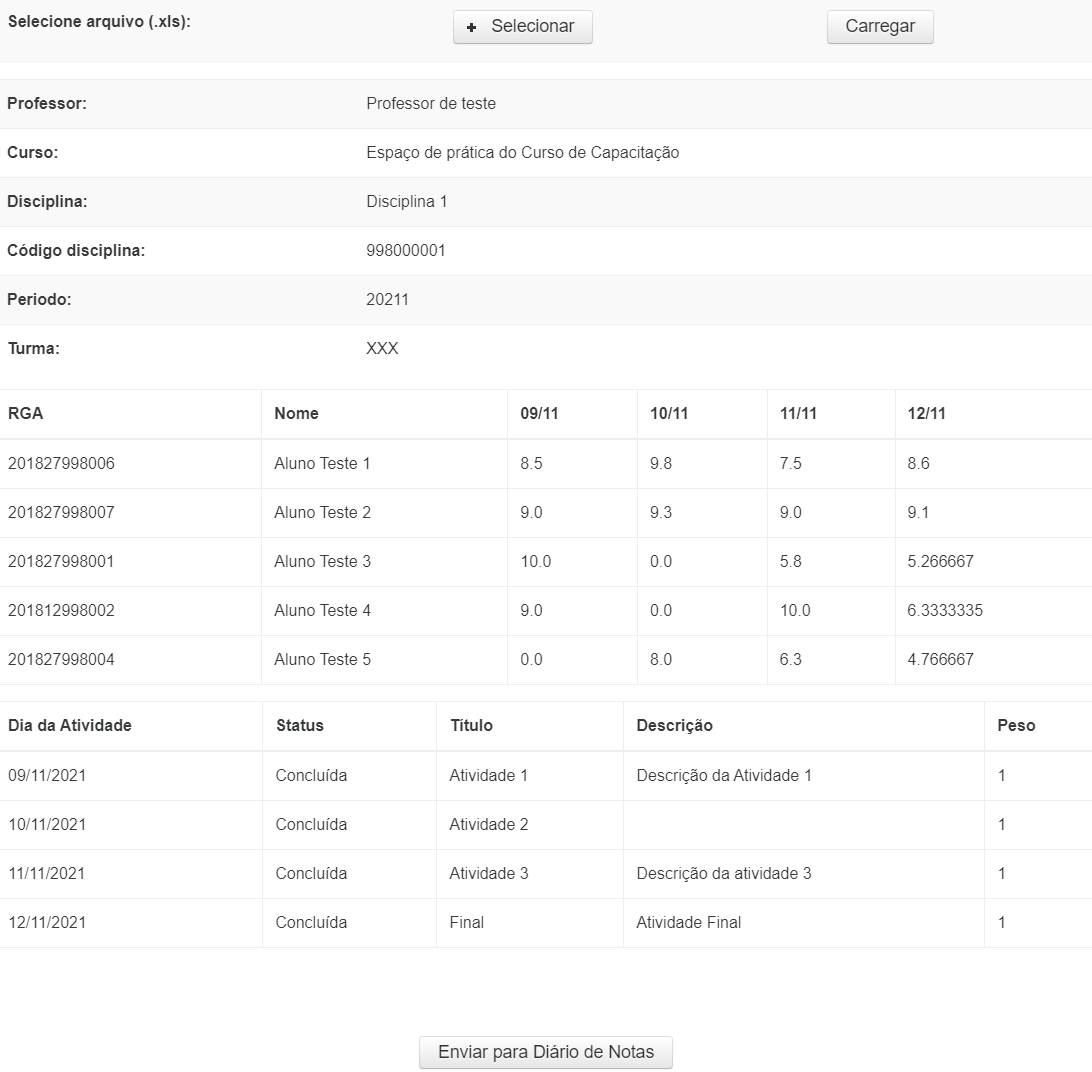 Selecione arquivo (.xls): + Selecionar Carregar
Professor: Professor de teste
Curso: Espaço de prática do Curso de Capacitação
Disciplina: Disciplina 1
Código disciplina: 998000001
Periodo: 20211
Turma: XXX
RGA Nome 09/11 10/11 11/11 12/11
201827998006 Aluno Teste 1 8.5 9.8 7.5 8.6
201827998007 Aluno Teste 2 9.0 9.3 9.0 9.1
201827998001 Aluno Teste 3 10.0 0.0 5.8 5.266667
201812998002 Aluno Teste 4 9.0 0.0 10.0 6.3333335
201827998004 Aluno Teste 5 0.0 8.0 6.3 4.766667
Dia da Atividade Status Título Descrição Peso
09/11/2021 Concluída Atividade 1 Descrição da Atividade 1 1
10/11/2021 Concluída Atividade 2 1
11/11/2021 Concluída Atividade 3 Descrição da atividade 3 1
12/11/2021 Concluída Final Atividade Final 1
Enviar para Diário de Notas